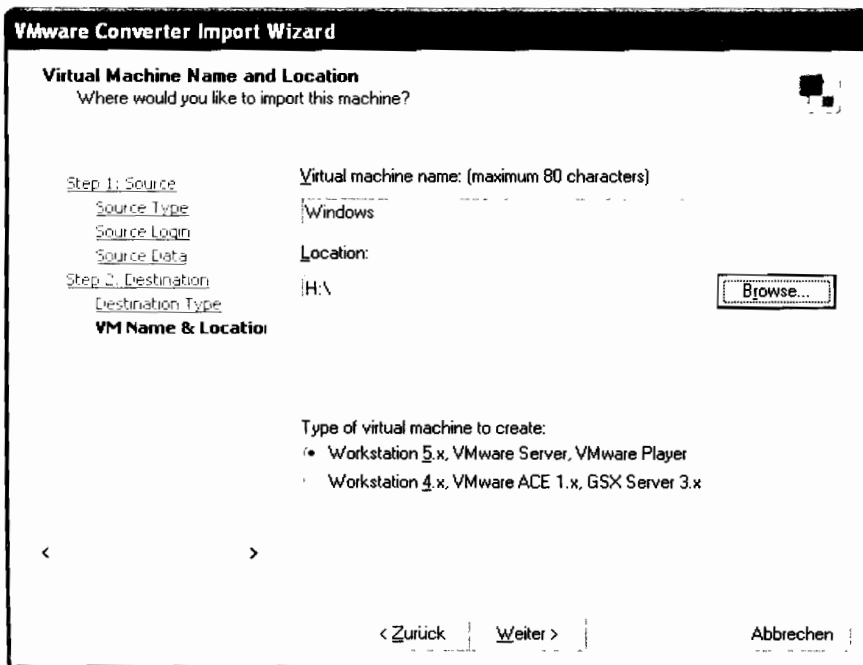 VMware Converter Import Wizard
Virtual Machine Name and Location
Where would you like to import this machine?
Step 1: Source
Source Type
Source Login
Source Data
Step 2: Destination
Destination Type
VM Name & Location
Virtual machine name: (maximum 80 characters)
Windows
Location:
H:\
Browse...
Type of virtual machine to create:
Workstation 5.x, VMware Server, VMware Player
Workstation 4.x, VMware ACE 1.x, GSX Server 3.x
< >
< Zurück
Weiter >
Abbrechen